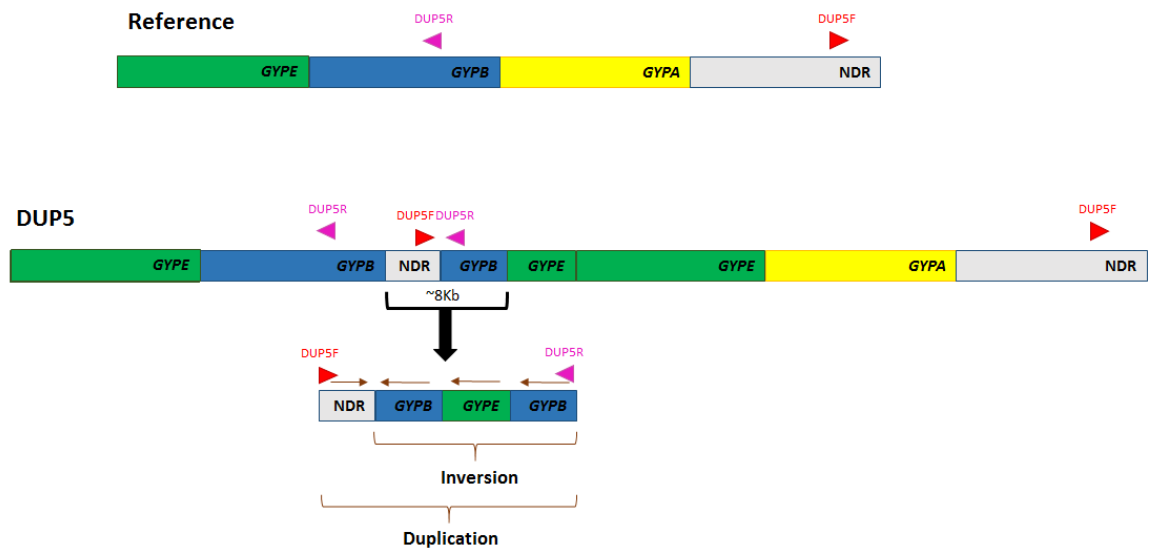 Reference
DUP5R
DUP5F
GYPE
GYPB
GYPA
NDR
DUP5
DUP5R
DUP5F
DUP5R
DUP5F
GYPE
GYPB
NDR
GYPB
GYPE
GYPE
GYPA
NDR
~8Kb
DUP5F
DUP5R
NDR
GYPB
GYPE
GYPB
Inversion
Duplication